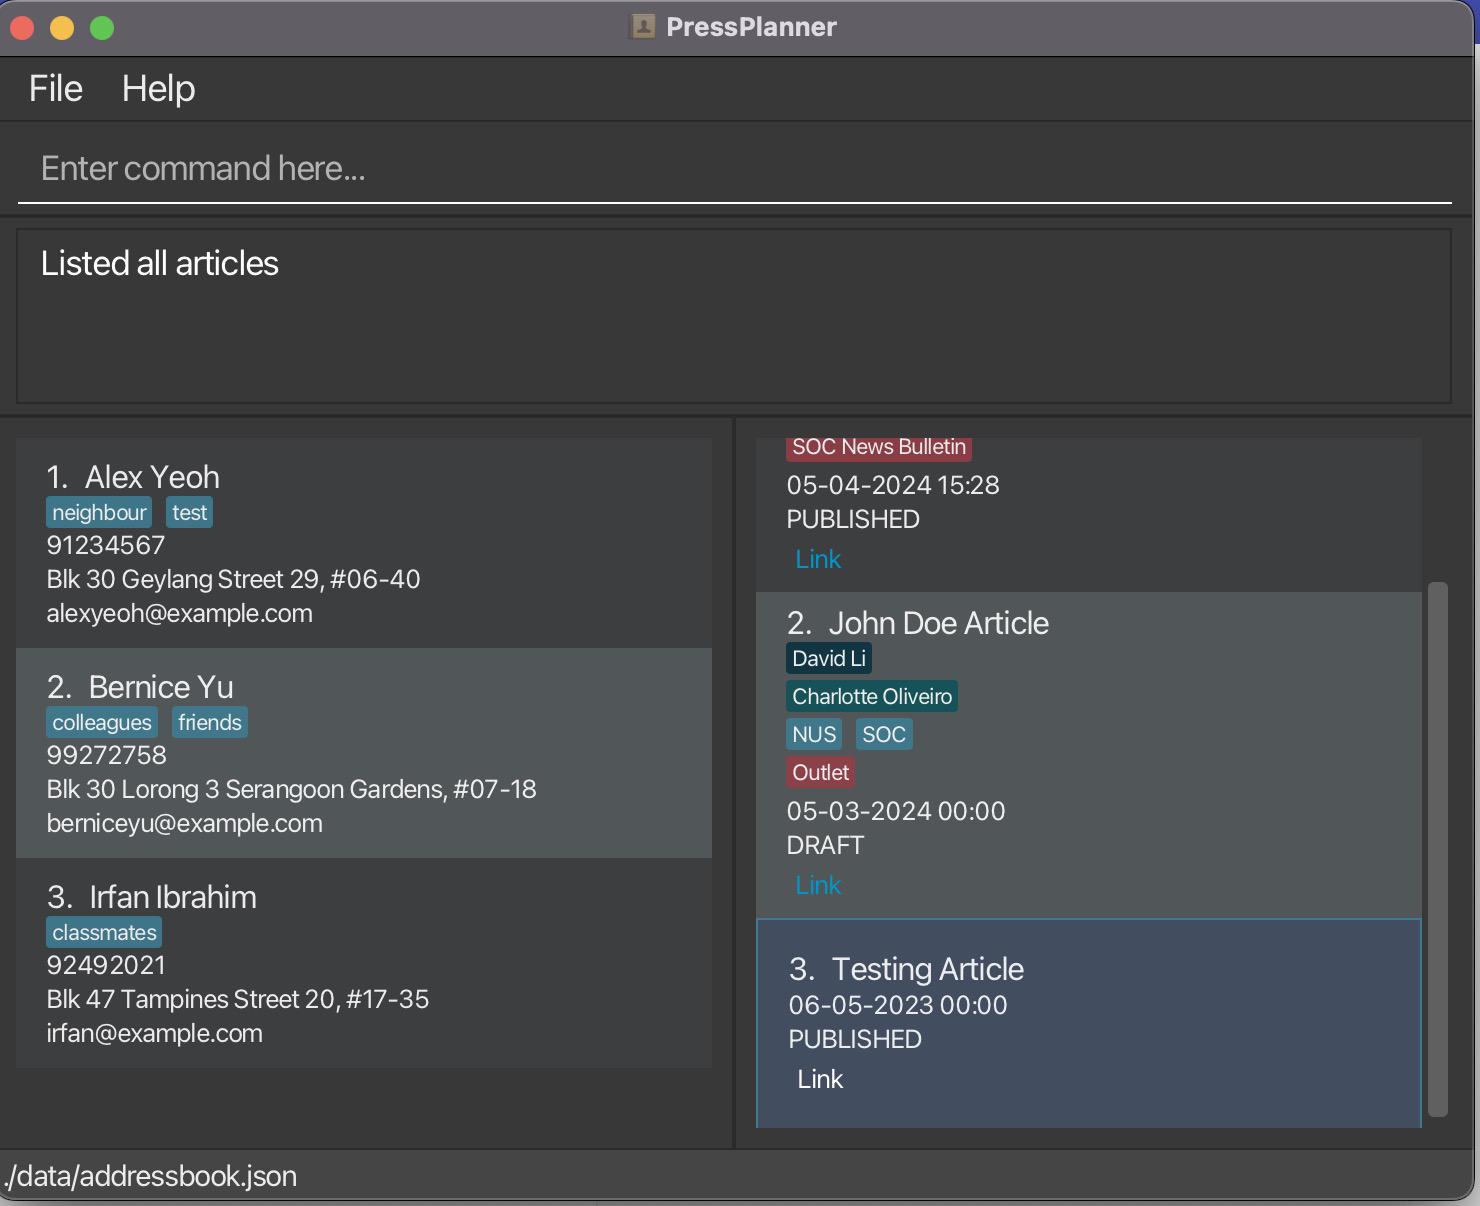 PressPlanner
File Help
Enter command here...
Listed all articles
1. Alex Yeoh
neighbour test
91234567
Blk 30 Geylang Street 29, #06-40
alexyeoh@example.com
2. Bernice Yu
colleagues friends
99272758
Blk 30 Lorong 3 Serangoon Gardens, #07-18
berniceyu@example.com
3. Irfan Ibrahim
classmates
92492021
Blk 47 Tampines Street 20, #17-35
irfan@example.com
SOC News Bulletin
05-04-2024 15:28
PUBLISHED
Link
2. John Doe Article
David Li
Charlotte Oliveiro
NUS SOC
Outlet
05-03-2024 00:00
DRAFT
Link
3. Testing Article
06-05-2023 00:00
PUBLISHED
Link
./data/addressbook.json